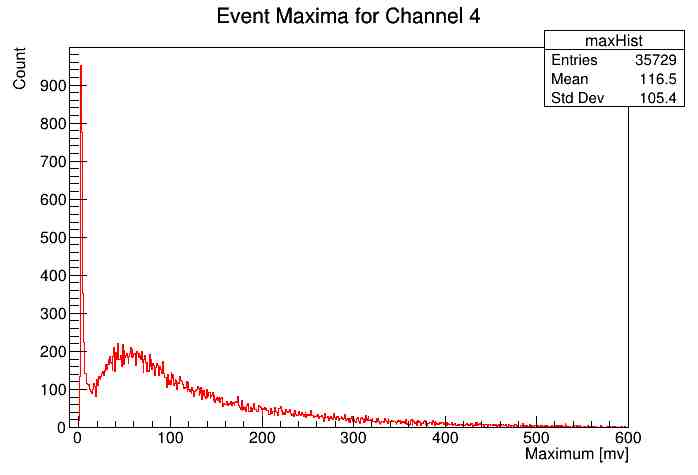 Event Maxima for Channel 4
maxHist
Entries 35729
Mean 116.5
Std Dev 105.4
Count
900
800
700
600
500
400
300
200
100
0
0 100 200 300 400 500 600
Maximum [mv]